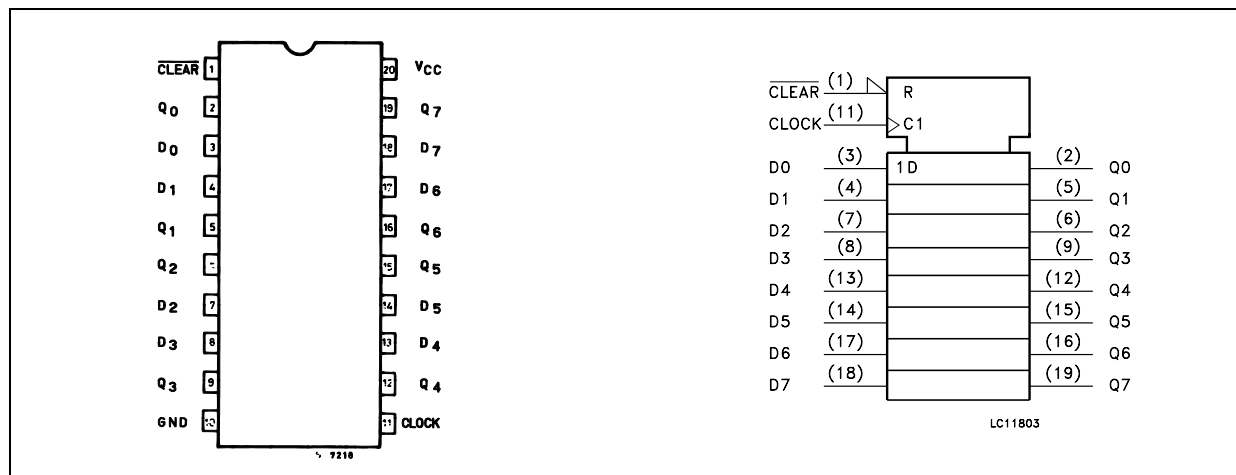 CLEAR 1 20 VCC
Q0 2 19 Q7
D0 3 18 D7
D1 4 17 D6
Q1 5 16 Q6
Q2 15 Q5
D2 7 14 D5
D3 8 13 D4
Q3 9 12 Q4
GND 10 11 CLOCK
7218
CLEAR (1) R
CLOCK (11) C1
D0 (3) 1D (2) Q0
D1 (4) (5) Q1
D2 (7) (6) Q2
D3 (8) (9) Q3
D4 (13) (12) Q4
D5 (14) (15) Q5
D6 (17) (16) Q6
D7 (18) (19) Q7
LC11803